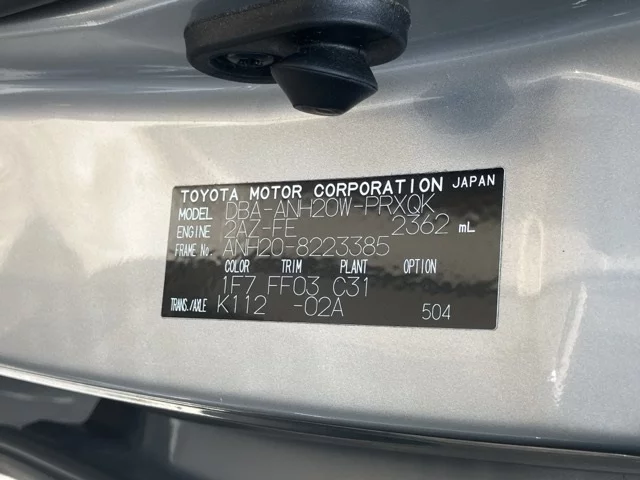 TOYOTA MOTOR CORPORATION JAPAN
MODEL DBA-ANH20W-PRXQK
ENGINE 2AZ-FE 2362 mL
FRAME No. ANH20-8223385
COLOR TRIM PLANT OPTION
1F7 FF03 C31
TRANS./AXLE K112 -02A 504